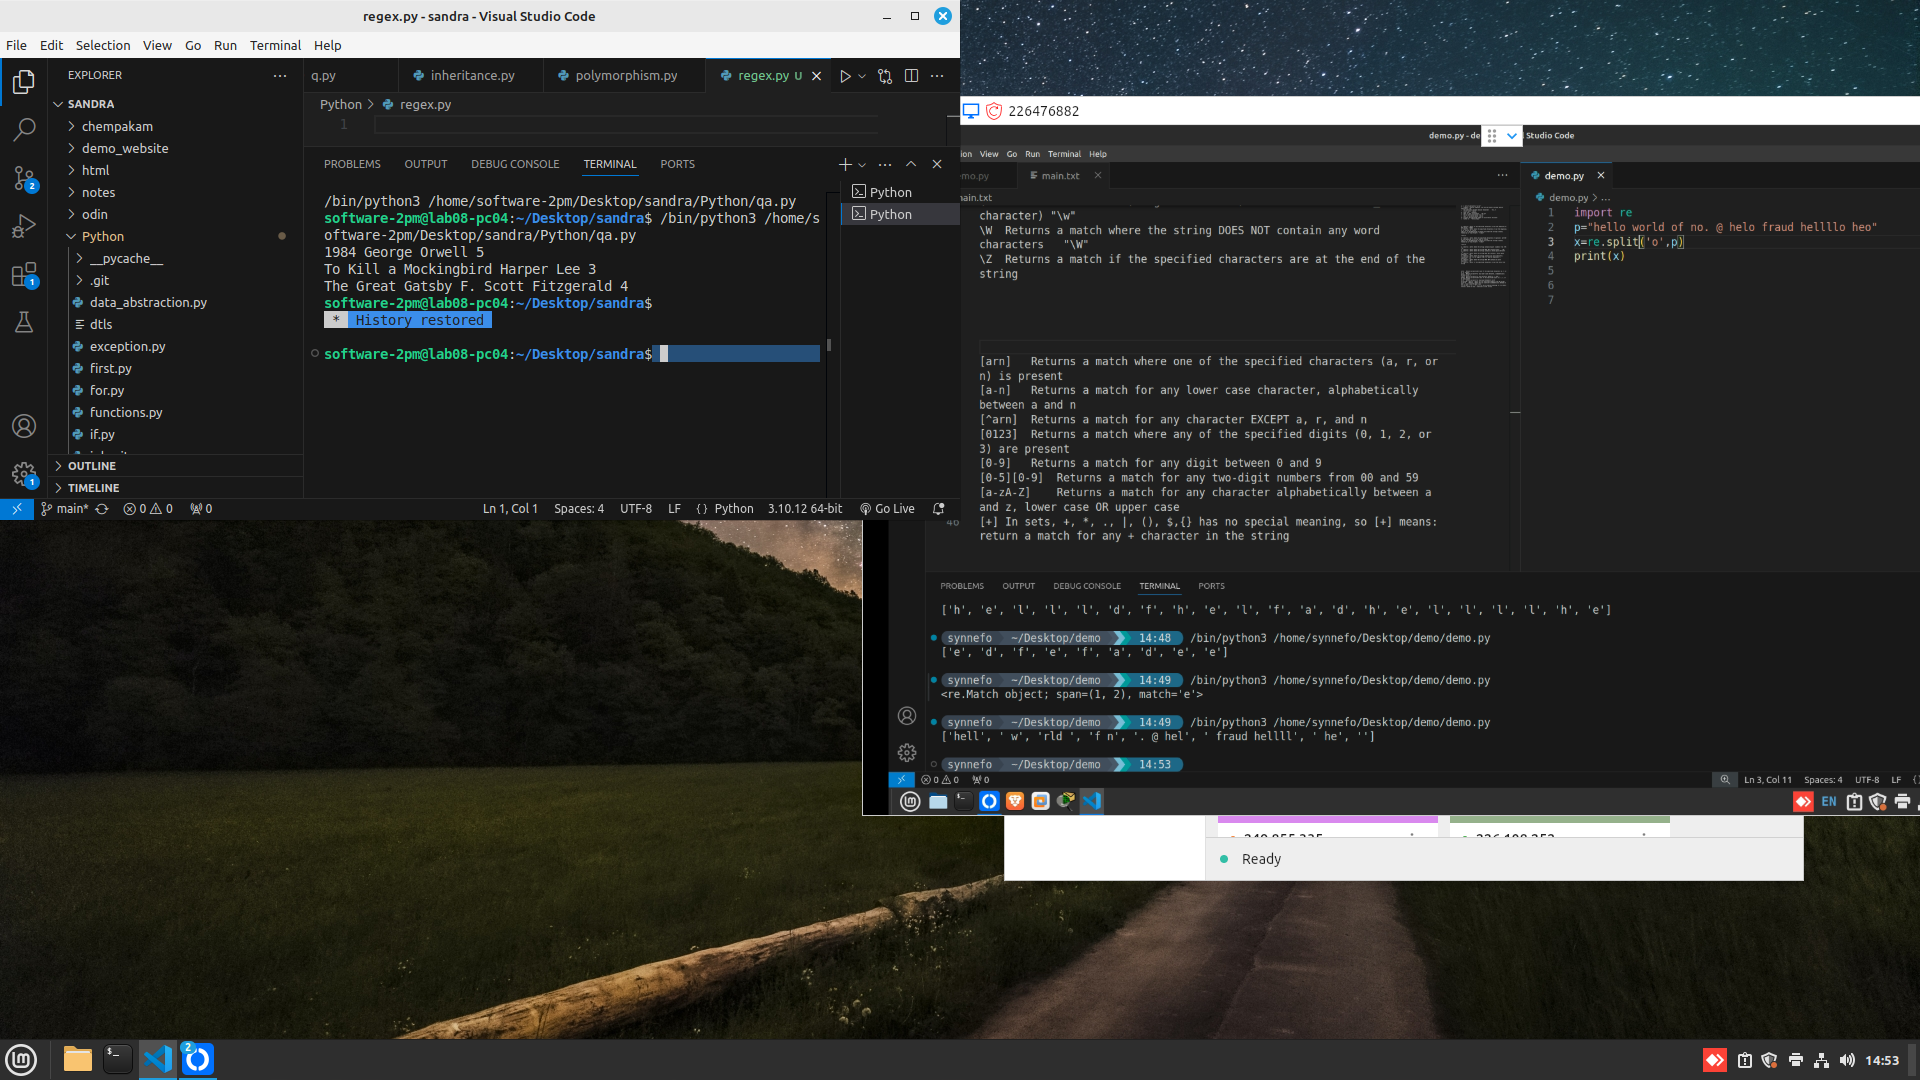 regex.py - sandra - Visual Studio Code
File Edit Selection View Go Run Terminal Help
EXPLORER
SANDRA
chempakam
demo_website
html
notes
odin
Python
__pycache__
.git
data_abstraction.py
dtls
exception.py
first.py
for.py
functions.py
if.py
OUTLINE
TIMELINE
q.py
inheritance.py
polymorphism.py
regex.py U
Python > regex.py
1
PROBLEMS OUTPUT DEBUG CONSOLE TERMINAL PORTS
Python
Python
/bin/python3 /home/software-2pm/Desktop/sandra/Python/qa.py
software-2pm@lab08-pc04:~/Desktop/sandra$ /bin/python3 /home/s
oftware-2pm/Desktop/sandra/Python/qa.py
1984 George Orwell 5
To Kill a Mockingbird Harper Lee 3
The Great Gatsby F. Scott Fitzgerald 4
software-2pm@lab08-pc04:~/Desktop/sandra$
* History restored
software-2pm@lab08-pc04:~/Desktop/sandra$
2
1
1
main* 0 0 0 Ln 1, Col 1 Spaces: 4 UTF-8 LF {} Python 3.10.12 64-bit Go Live
226476882
demo.py - de Studio Code
ion View Go Run Terminal Help
emo.py
main.txt
ain.txt
character) "\w"
\W Returns a match where the string DOES NOT contain any word
characters "\W"
\Z Returns a match if the specified characters are at the end of the
string
[arn] Returns a match where one of the specified characters (a, r, or
n) is present
[a-n] Returns a match for any lower case character, alphabetically
between a and n
[^arn] Returns a match for any character EXCEPT a, r, and n
[0123] Returns a match where any of the specified digits (0, 1, 2, or
3) are present
[0-9] Returns a match for any digit between 0 and 9
[0-5][0-9] Returns a match for any two-digit numbers from 00 and 59
[a-zA-Z] Returns a match for any character alphabetically between a
and z, lower case OR upper case
46 [+] In sets, +, *, ., |, (), $,{} has no special meaning, so [+] means:
return a match for any + character in the string
demo.py
demo.py > ...
1 import re
2 p="hello world of no. @ helo fraud hellllo heo"
3 x=re.split('o',p)
4 print(x)
5
6
7
PROBLEMS OUTPUT DEBUG CONSOLE TERMINAL PORTS
['h', 'e', 'l', 'l', 'l', 'd', 'f', 'h', 'e', 'l', 'f', 'a', 'd', 'h', 'e', 'l', 'l', 'l', 'l', 'h', 'e']
synnefo ~/Desktop/demo 14:48 /bin/python3 /home/synnefo/Desktop/demo/demo.py
['e', 'd', 'f', 'e', 'f', 'a', 'd', 'e', 'e']
synnefo ~/Desktop/demo 14:49 /bin/python3 /home/synnefo/Desktop/demo/demo.py
<re.Match object; span=(1, 2), match='e'>
synnefo ~/Desktop/demo 14:49 /bin/python3 /home/synnefo/Desktop/demo/demo.py
['hell', ' w', 'rld ', 'f n', '. @ hel', ' fraud hellll', ' he', '']
synnefo ~/Desktop/demo 14:53
0 0 0 Ln 3, Col 11 Spaces: 4 UTF-8 LF
EN
Ready
2
14:53